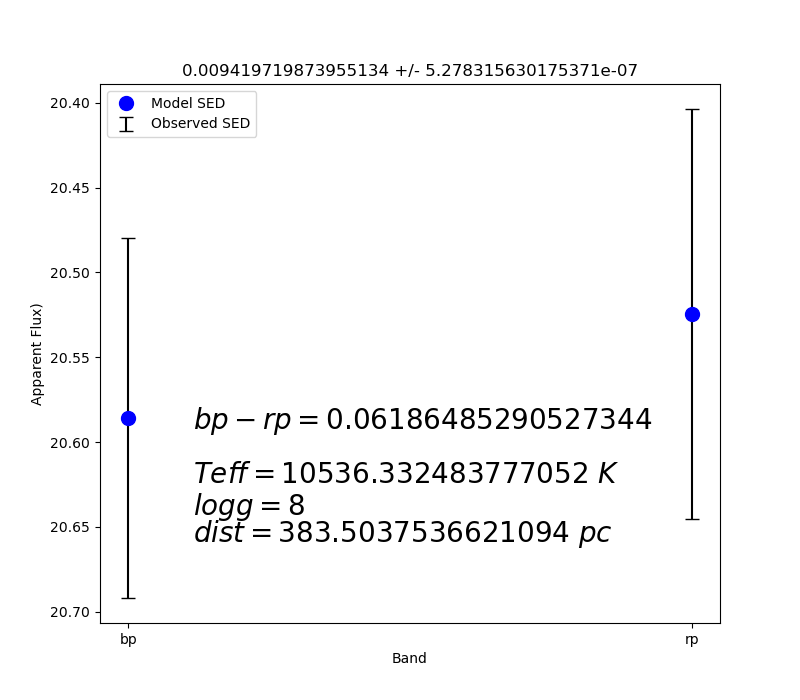 0.009419719873955134 +/- 5.278315630175371e-07
Model SED
Observed SED
20.40
20.45
20.50
20.55
20.60
20.65
20.70
Apparent Flux)
bp − rp = 0.06186485290527344
Teff = 10536.332483777052 K
logg = 8
dist = 383.5037536621094 pc
bp
rp
Band